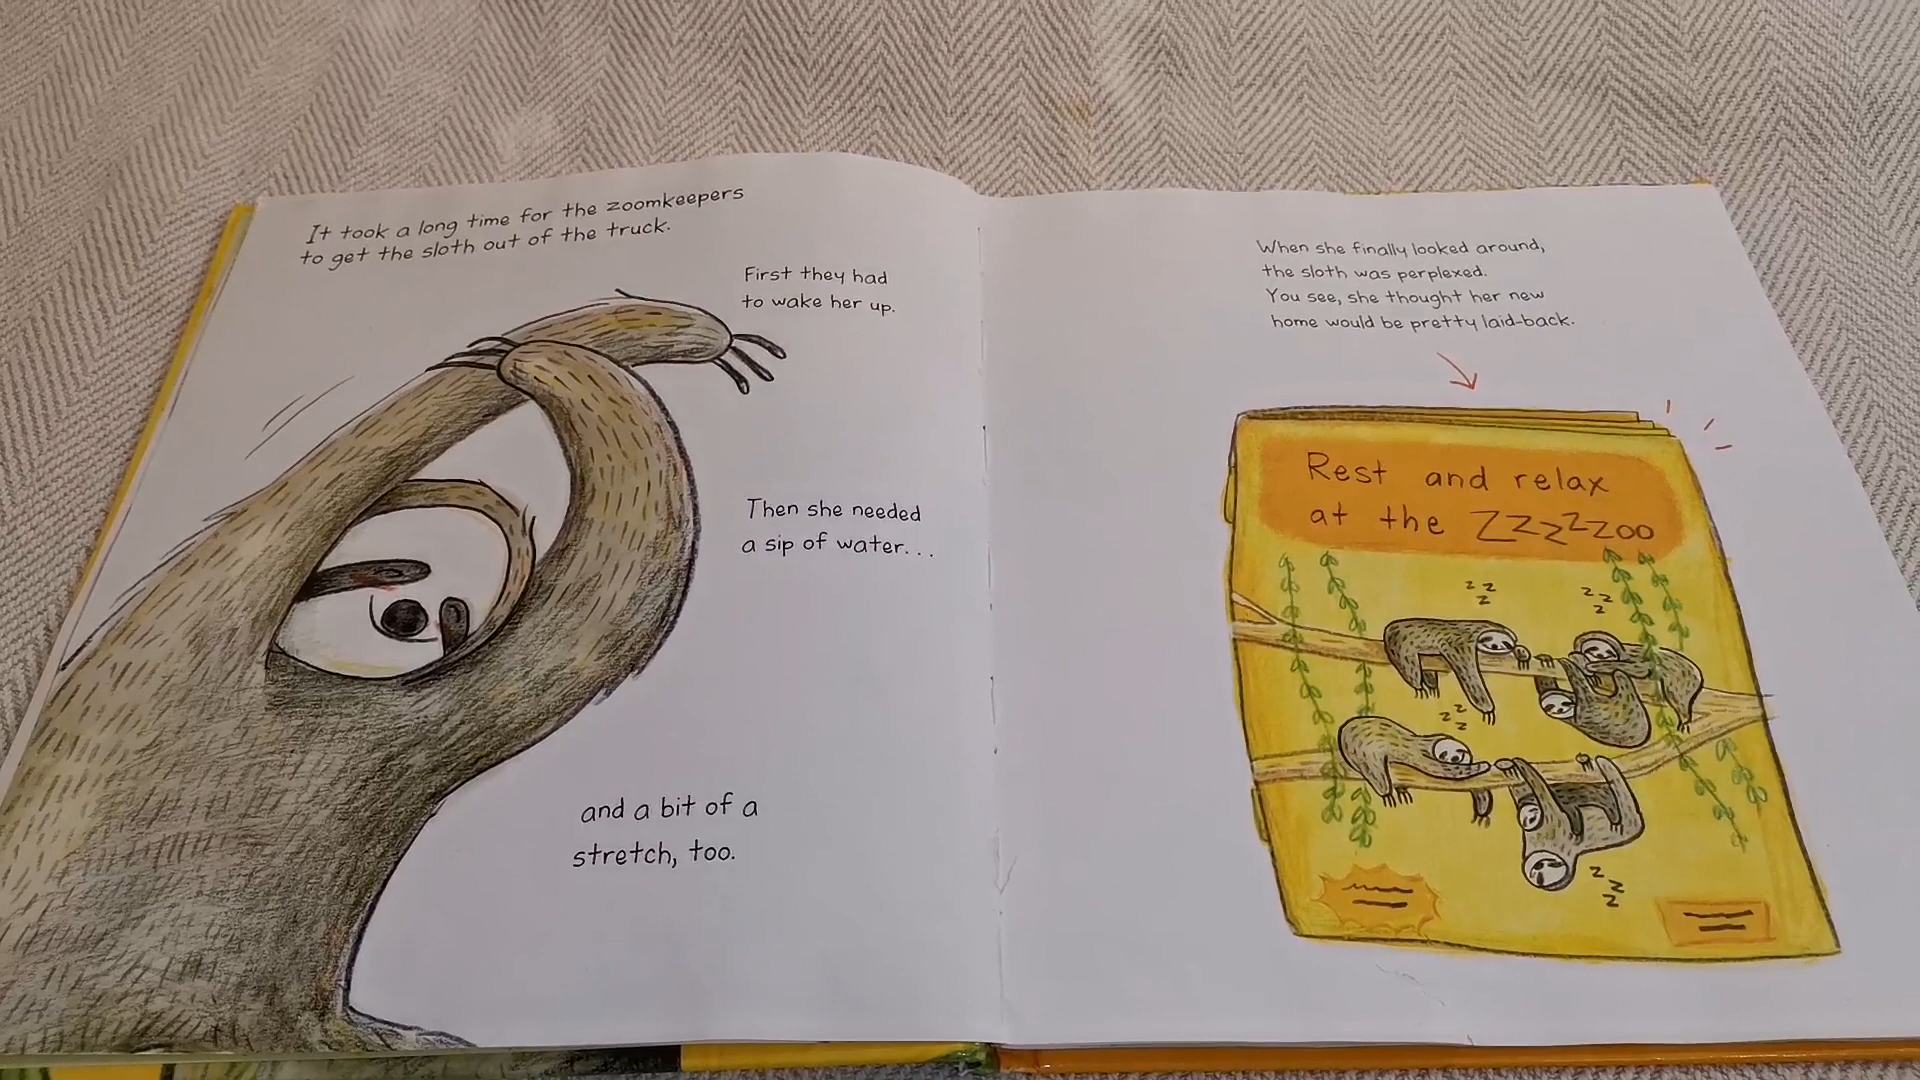 It took a long time for the zoomkeepers
to get the sloth out of the truck.
First they had
to wake her up.
Then she needed
a sip of water...
and a bit of a
stretch, too.
When she finally looked around,
the sloth was perplexed.
You see, she thought her new
home would be pretty laid-back.
Rest and relax
at the ZZZZZoo
z z
z
z z
z
z z
z
z
z
z